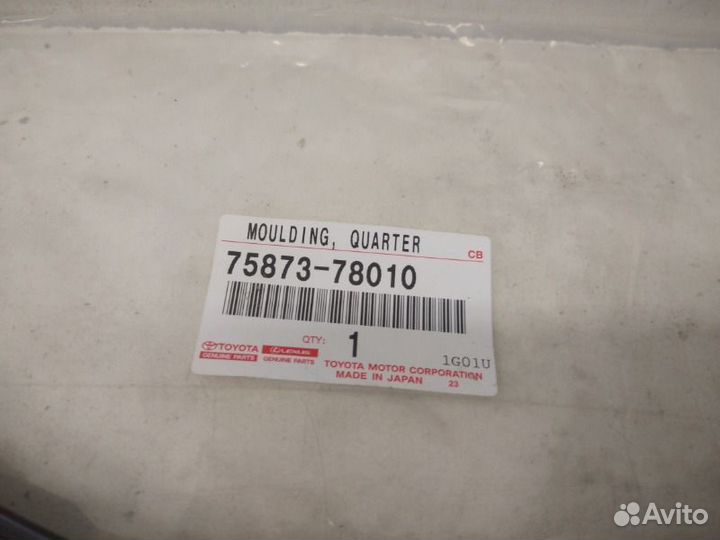 MOULDING, QUARTER
CB
75873-78010
QTY: 1
1G01U
TOYOTA LEXUS
GENUINE PARTS GENUINE PARTS
TOYOTA MOTOR CORPORATION
MADE IN JAPAN 23
Avito